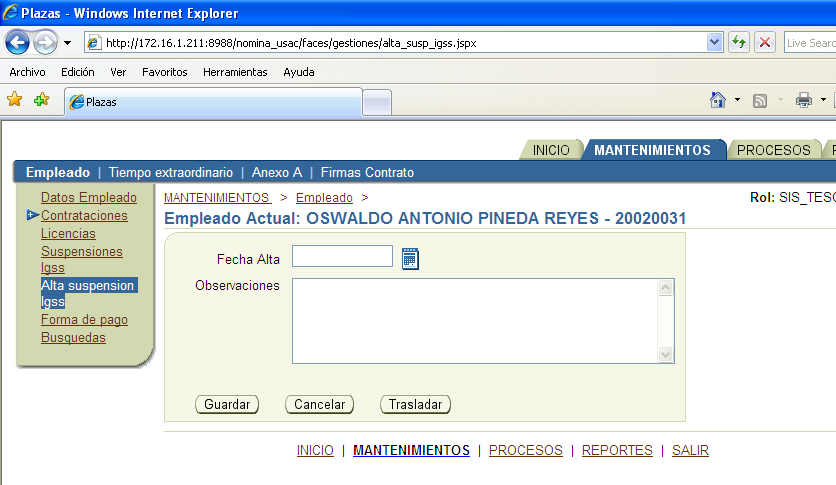 Plazas - Windows Internet Explorer
http://172.16.1.211:8988/nomina_usac/faces/gestiones/alta_susp_igss.jspx
Live Searc
Archivo Edición Ver Favoritos Herramientas Ayuda
Plazas
INICIO MANTENIMIENTOS PROCESOS
Empleado | Tiempo extraordinario | Anexo A | Firmas Contrato
Datos Empleado
Contrataciones
Licencias
Suspensiones
Igss
Alta suspension
Igss
Forma de pago
Busquedas
MANTENIMIENTOS > Empleado >
Rol: SIS_TESO
Empleado Actual: OSWALDO ANTONIO PINEDA REYES - 20020031
Fecha Alta
Observaciones
Guardar Cancelar Trasladar
INICIO | MANTENIMIENTOS | PROCESOS | REPORTES | SALIR